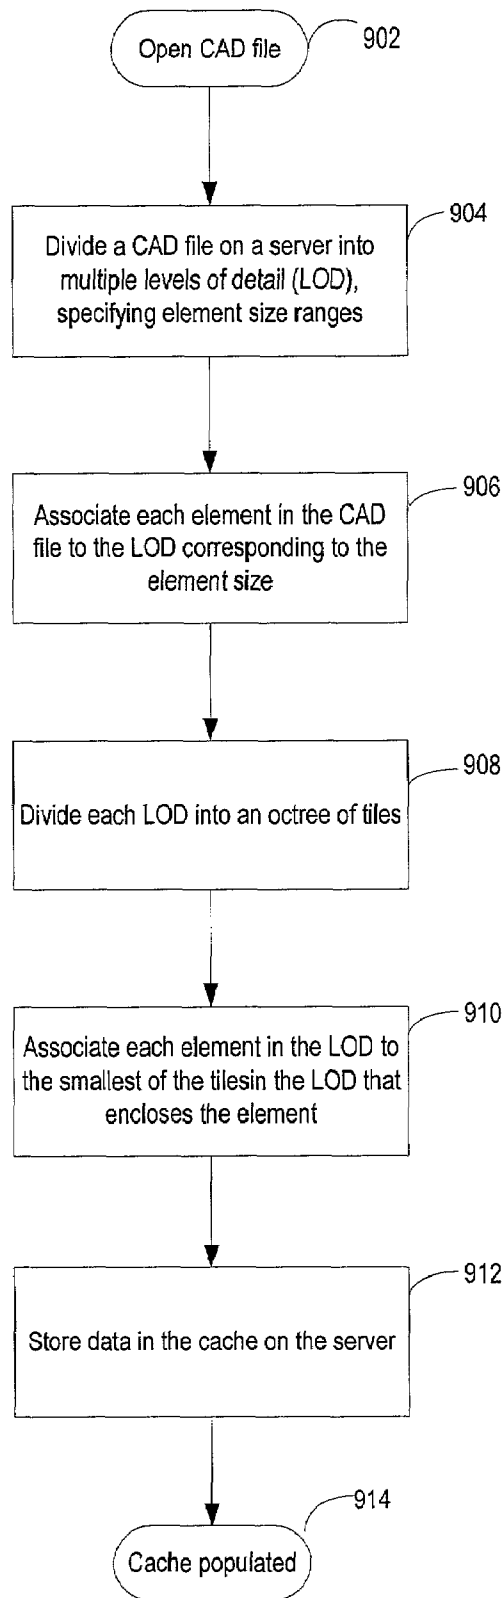 Open CAD file
902
904
Divide a CAD file on a server into
multiple levels of detail (LOD),
specifying element size ranges
906
Associate each element in the CAD
file to the LOD corresponding to the
element size
908
Divide each LOD into an octree of tiles
910
Associate each element in the LOD to
the smallest of the tilesin the LOD that
encloses the element
912
Store data in the cache on the server
914
Cache populated